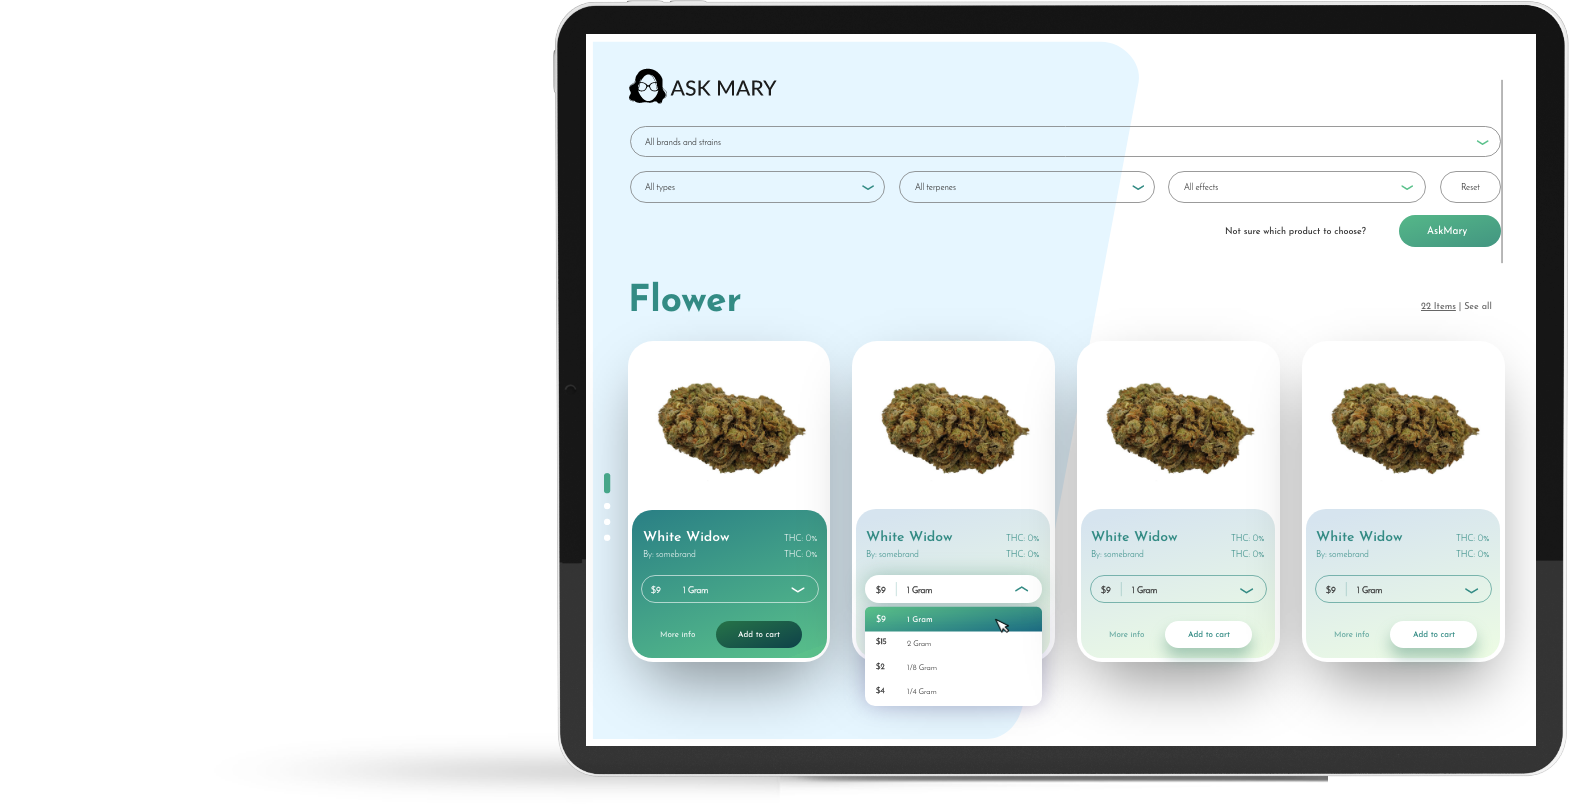 ASK MARY
All brands and strains
All types
All terpenes
All effects
Reset
Not sure which product to choose?
AskMary
Flower
22 Items | See all
White Widow
THC: 0%
By: somebrand
THC: 0%
$9
1 Gram
More info
Add to cart
White Widow
THC: 0%
By: somebrand
THC: 0%
$9
1 Gram
$9
1 Gram
$15
2 Gram
$2
1/8 Gram
$4
1/4 Gram
White Widow
THC: 0%
By: somebrand
THC: 0%
$9
1 Gram
More info
Add to cart
White Widow
THC: 0%
By: somebrand
THC: 0%
$9
1 Gram
More info
Add to cart